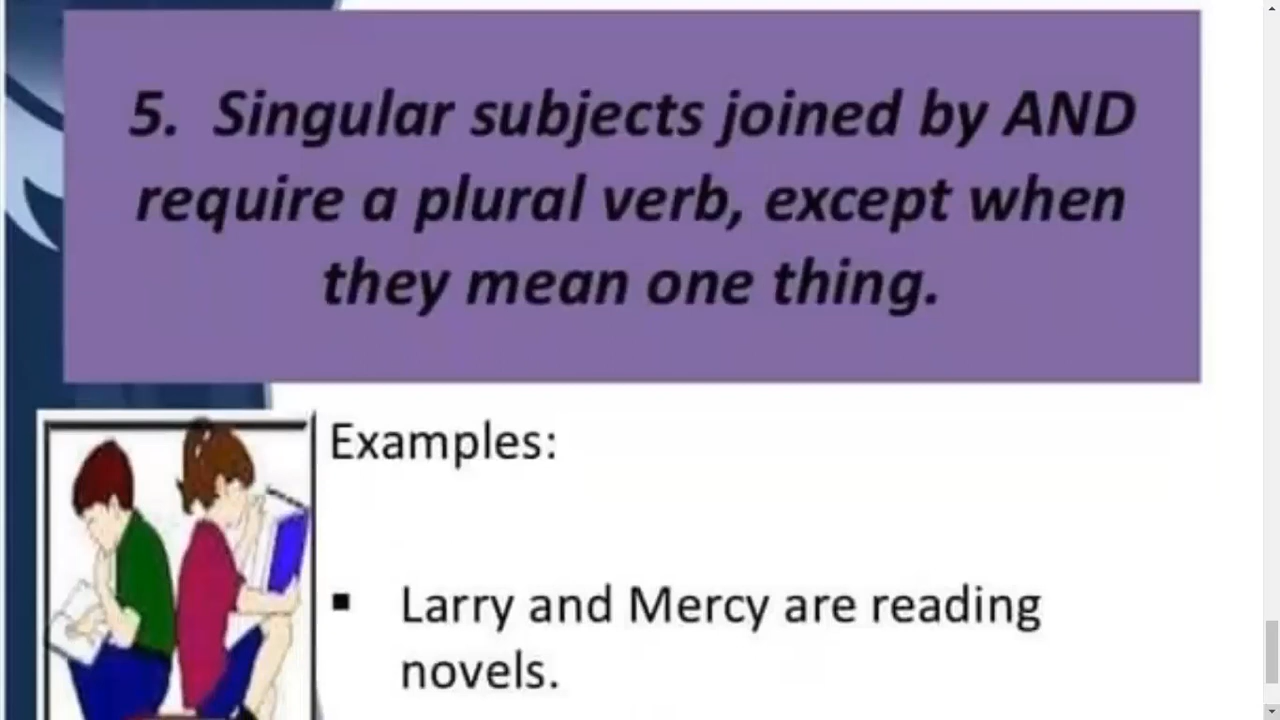 5. Singular subjects joined by AND
require a plural verb, except when
they mean one thing.
Examples:
▪ Larry and Mercy are reading
novels.